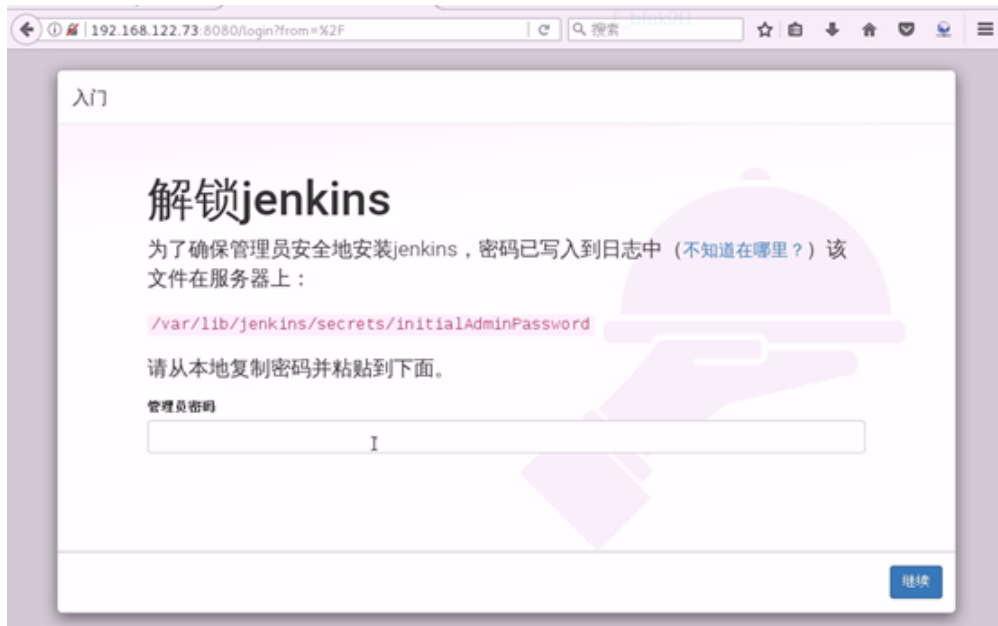 192.168.122.73:8080/login?from=%2F
搜索
入门
解锁jenkins
为了确保管理员安全地安装jenkins，密码已写入到日志中（不知道在哪里？）该
文件在服务器上：
/var/lib/jenkins/secrets/initialAdminPassword
请从本地复制密码并粘贴到下面。
管理员密码
继续